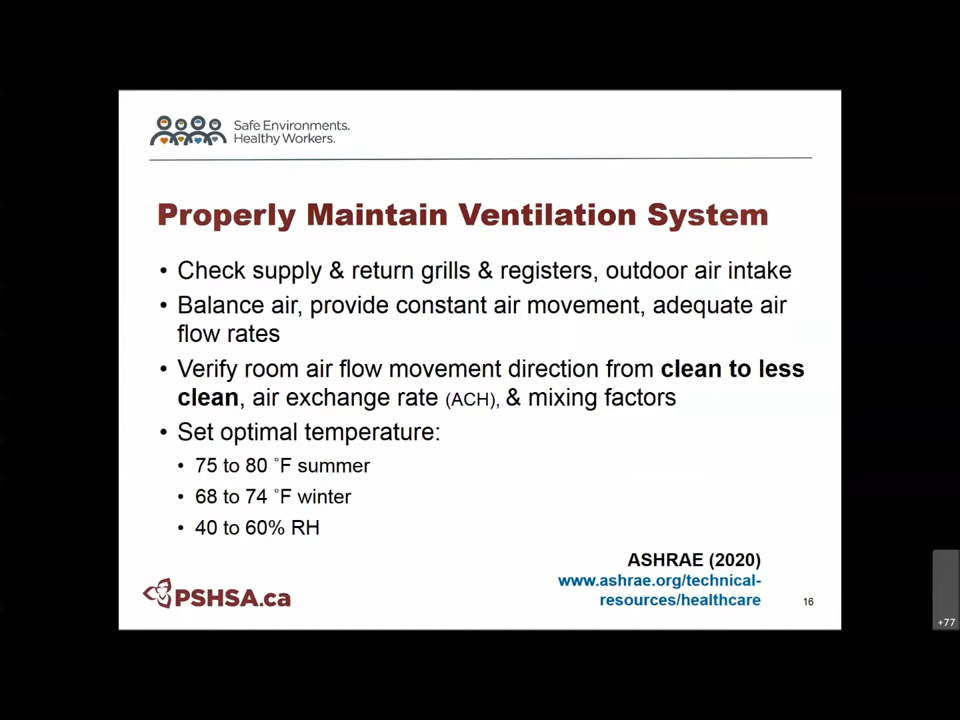 Safe Environments.
Healthy Workers.
Properly Maintain Ventilation System
• Check supply & return grills & registers, outdoor air intake
• Balance air, provide constant air movement, adequate air
flow rates
• Verify room air flow movement direction from clean to less
clean, air exchange rate (ACH), & mixing factors
• Set optimal temperature:
• 75 to 80 °F summer
• 68 to 74 °F winter
• 40 to 60% RH
ASHRAE (2020)
www.ashrae.org/technical-
resources/healthcare
PSHSA.ca
16
+77